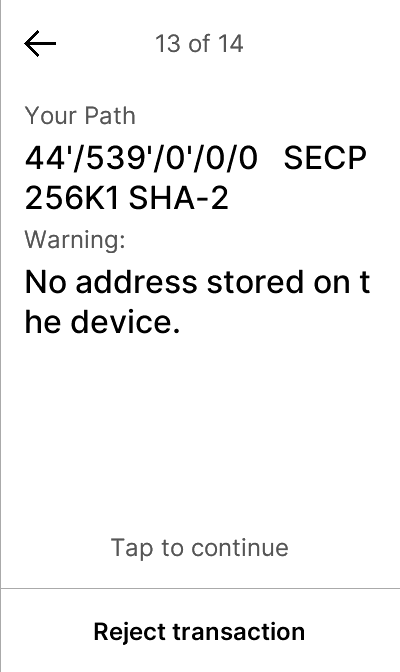 13 of 14
Your Path
44'/539'/0'/0/0   SECP
256K1 SHA-2
Warning:
No address stored on t
he device.
Tap to continue
Reject transaction